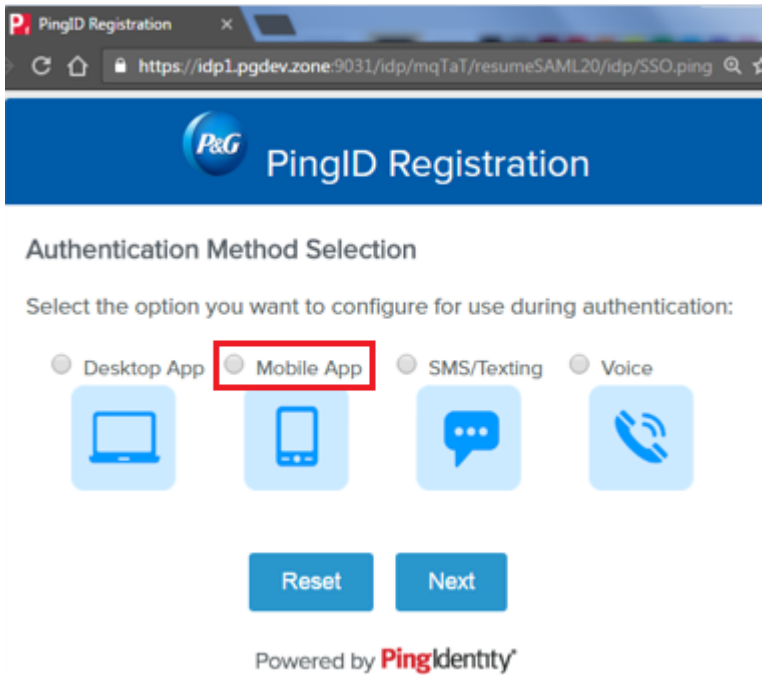 PingID Registration
https://idp1.pgdev.zone:9031/idp/mqTaT/resumeSAML20/idp/SSO.ping
P&G
PingID Registration
Authentication Method Selection
Select the option you want to configure for use during authentication:
Desktop App Mobile App SMS/Texting Voice
Reset Next
Powered by PingIdentity